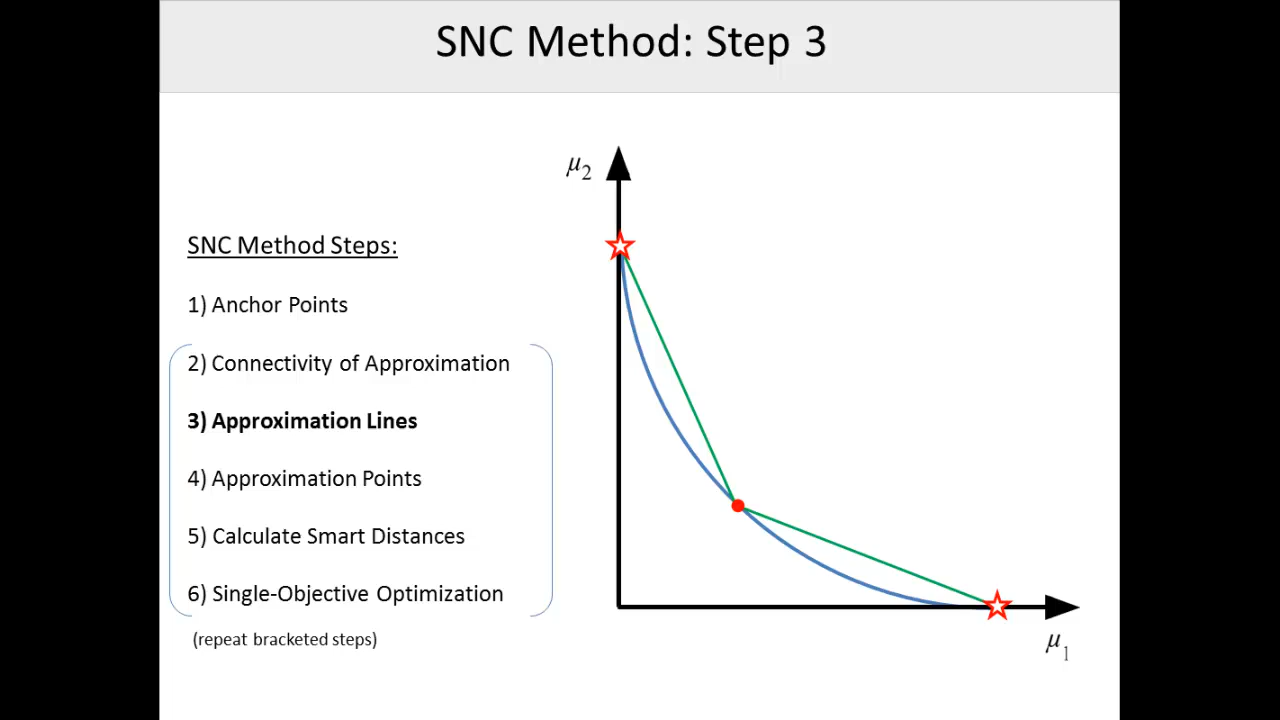 SNC Method: Step 3
μ2
SNC Method Steps:
1) Anchor Points
2) Connectivity of Approximation
3) Approximation Lines
4) Approximation Points
5) Calculate Smart Distances
6) Single-Objective Optimization
(repeat bracketed steps)
μ1